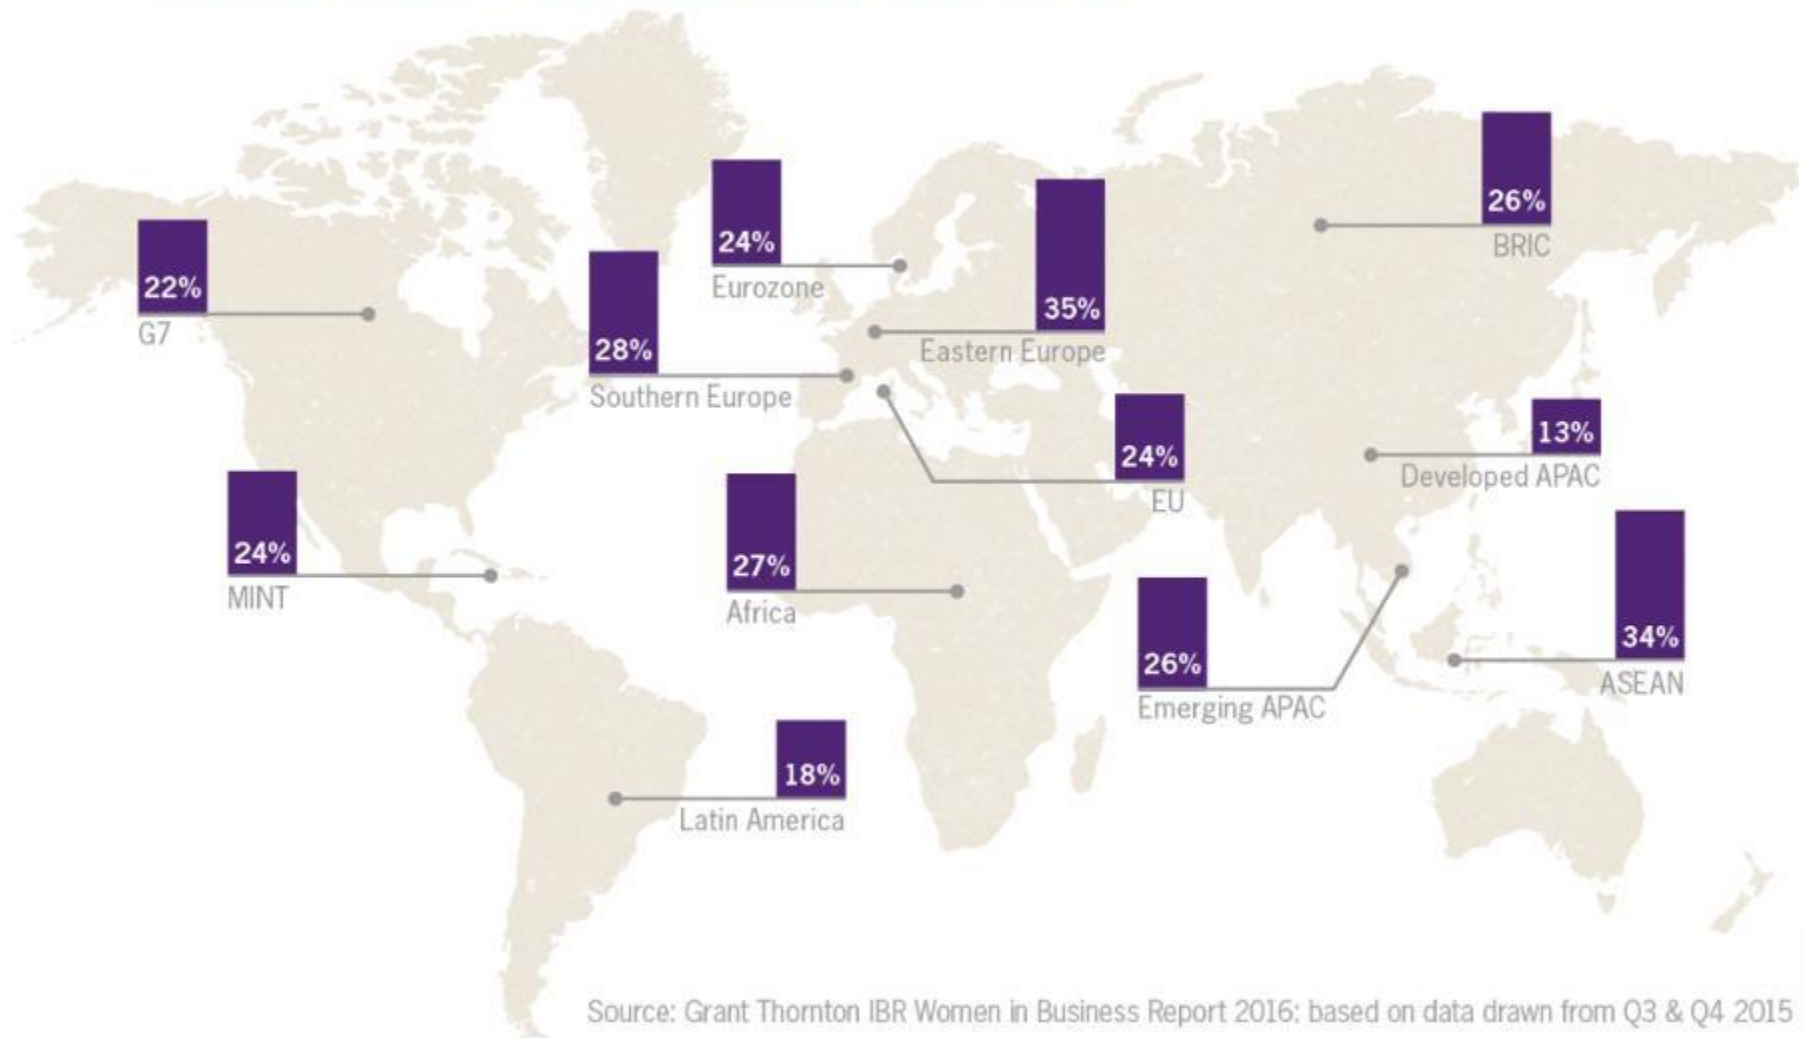 26%
BRIC
24%
Eurozone
35%
Eastern Europe
22%
G7
28%
Southern Europe
24%
EU
13%
Developed APAC
24%
MINT
27%
Africa
26%
Emerging APAC
34%
ASEAN
18%
Latin America
Source: Grant Thornton IBR Women in Business Report 2016: based on data drawn from Q3 & Q4 2015